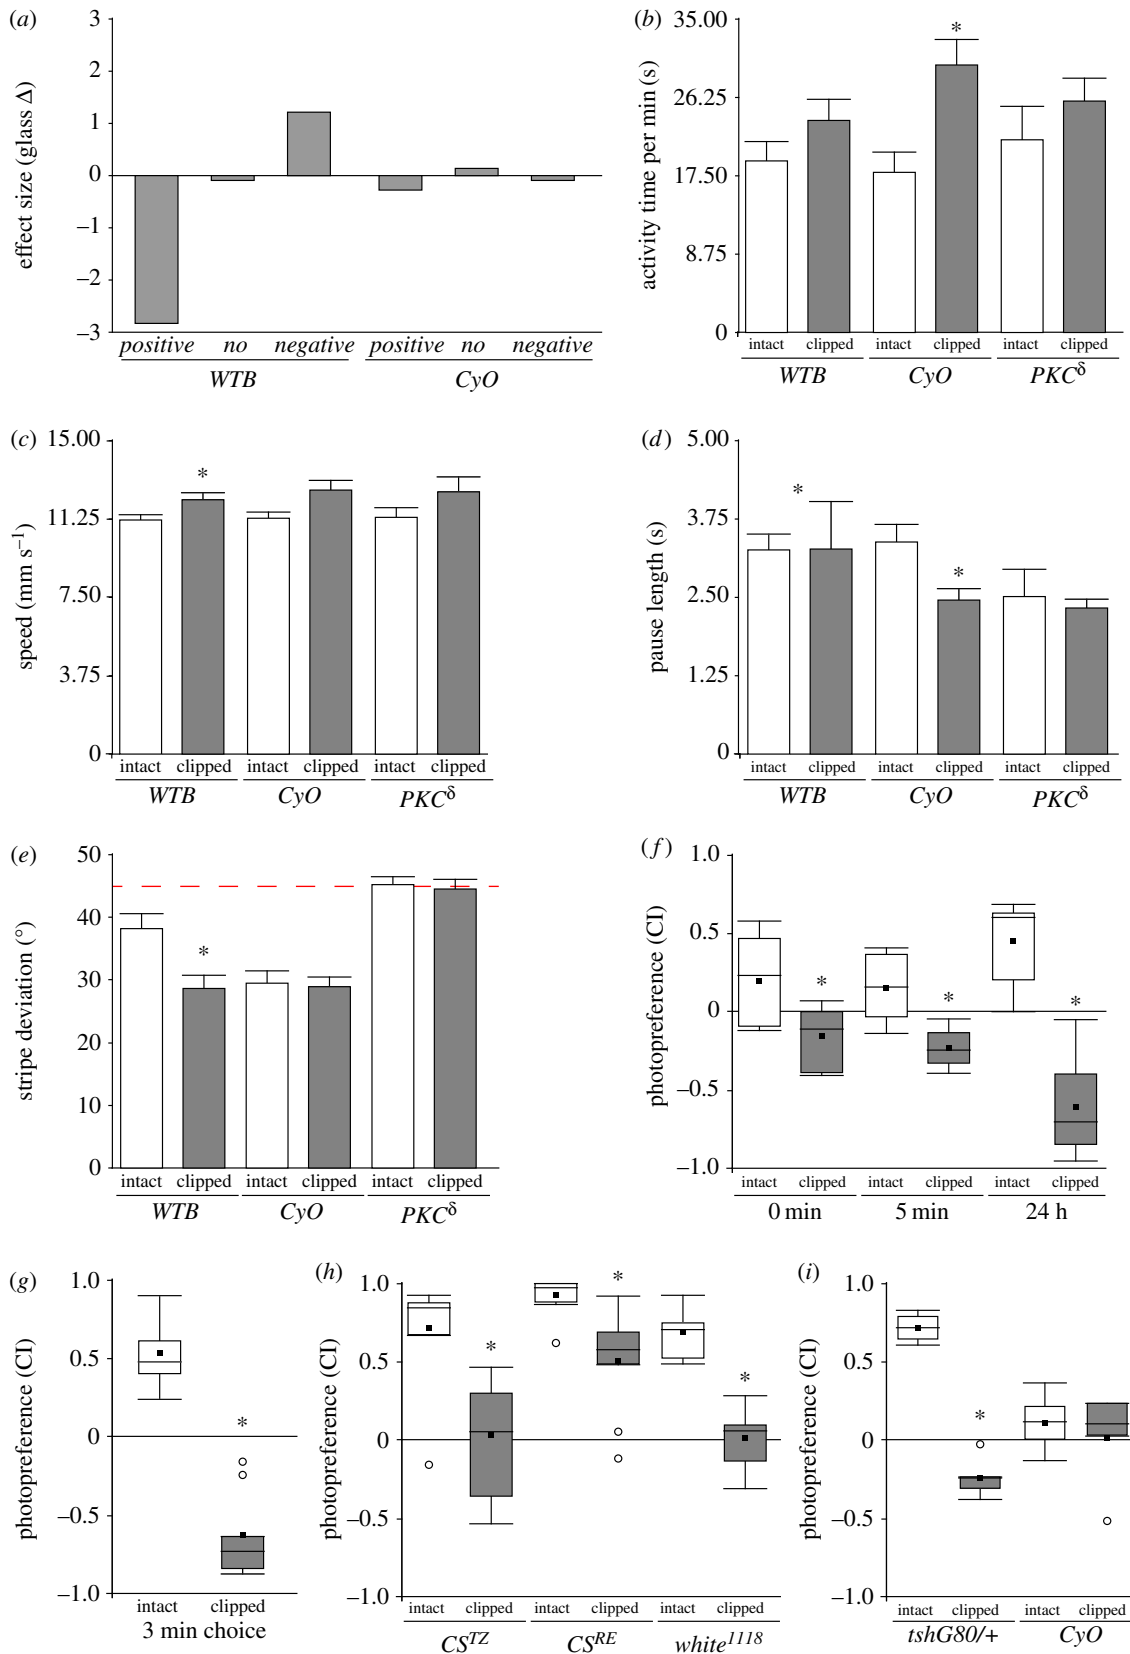 (a)
3
2
1
0
−1
−2
−3
effect size (glass Δ)
positive no negative positive no negative
WTB CyO
(b)
35.00
26.25
17.50
8.75
0
activity time per min (s)
*
intact clipped intact clipped intact clipped
WTB CyO PKCδ
(c)
15.00
11.25
7.50
3.75
0
speed (mm s−1)
*
intact clipped intact clipped intact clipped
WTB CyO PKCδ
(d)
5.00
3.75
2.50
1.25
0
pause length (s)
*
*
intact clipped intact clipped intact clipped
WTB CyO PKCδ
(e)
50
40
30
20
10
0
stripe deviation (°)
*
intact clipped intact clipped intact clipped
WTB CyO PKCδ
(f)
1.0
0.5
0
−0.5
−1.0
photopreference (CI)
* * *
intact clipped intact clipped intact clipped
0 min 5 min 24 h
(g)
1.0
0.5
0
−0.5
−1.0
photopreference (CI)
*
intact clipped
3 min choice
(h)
1.0
0.5
0
−0.5
−1.0
photopreference (CI)
* * *
intact clipped intact clipped intact clipped
CSTZ CSRE white1118
(i)
1.0
0.5
0
−0.5
−1.0
photopreference (CI)
*
intact clipped intact clipped
tshG80/+ CyO